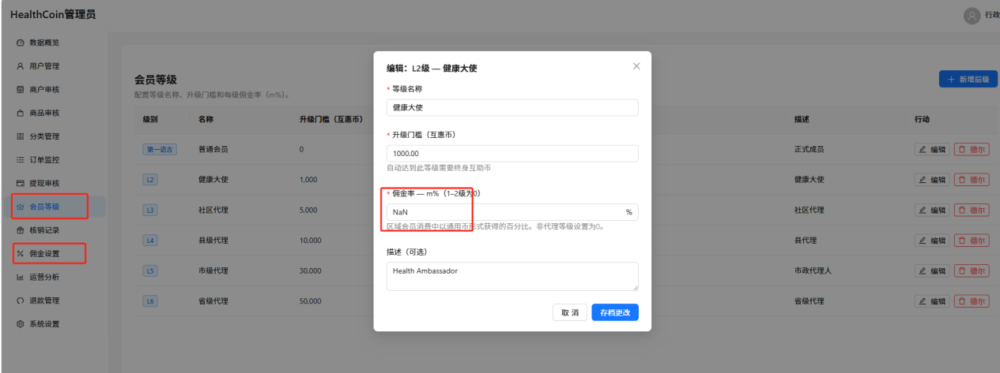 HealthCoin管理员
行政
数据概览
用户管理
商户审核
商品审核
分类管理
订单监控
提现审核
会员等级
核销记录
佣金设置
运营分析
退款管理
系统设置
会员等级
配置等级名称、升级门槛和每级佣金率（m%）。
+ 新增层级
级别 名称 升级门槛（互惠币） 描述 行动
第一语言 普通会员 0 正式成员 编辑 德尔
L2 健康大使 1,000 健康大使 编辑 德尔
L3 社区代理 5,000 社区代理 编辑 德尔
L4 县级代理 10,000 县代理 编辑 德尔
L5 市级代理 30,000 市政代理人 编辑 德尔
L6 省级代理 50,000 省级代理 编辑 德尔
编辑：L2级 — 健康大使
* 等级名称
健康大使
* 升级门槛（互惠币）
1000.00
自动达到此等级需要终身互助币
* 佣金率 — m%（1–2级为0）
NaN %
区域会员消费中以通用币形式获得的百分比。非代理等级设置为0。
描述（可选）
Health Ambassador
取 消 存档更改